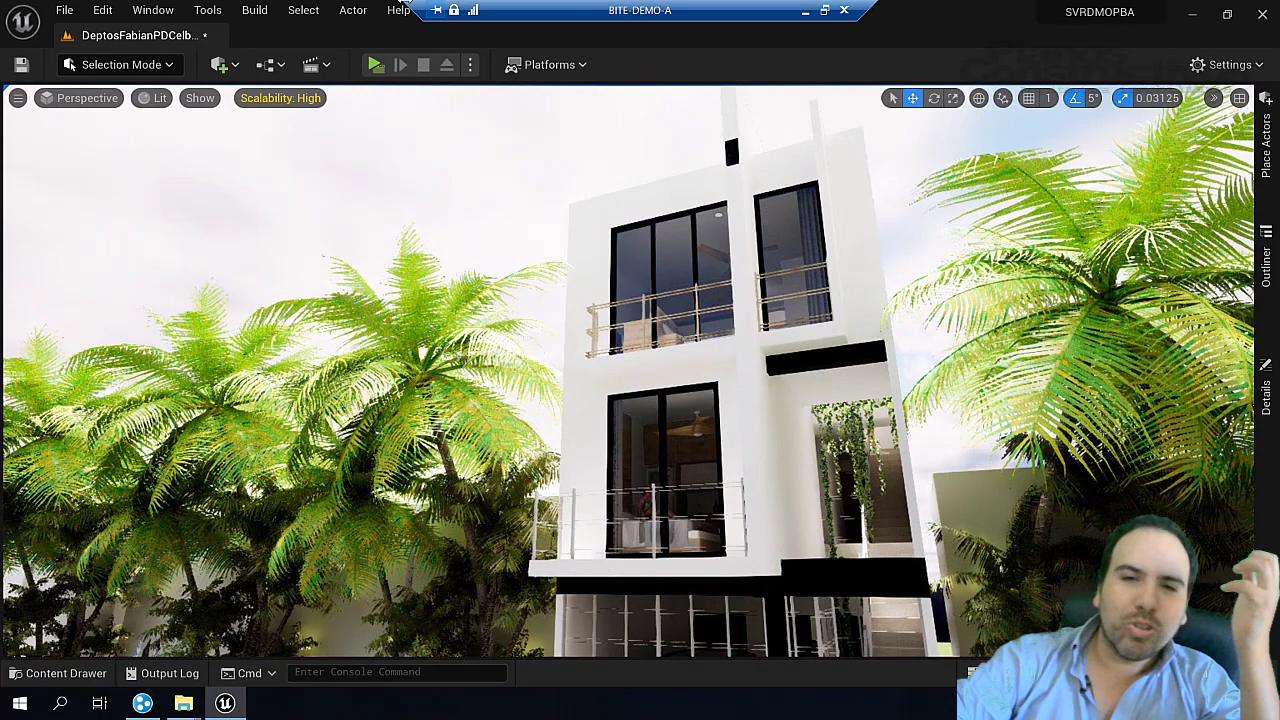 File Edit Window Tools Build Select Actor Help
BITE-DEMO-A
SVRDMOPBA
DeptosFabianPDCelb... •
Selection Mode
Platforms
Settings
Perspective Lit Show Scalability: High
1 5° 0.03125
Place Actors
Outliner
Details
Content Drawer Output Log Cmd Enter Console Command